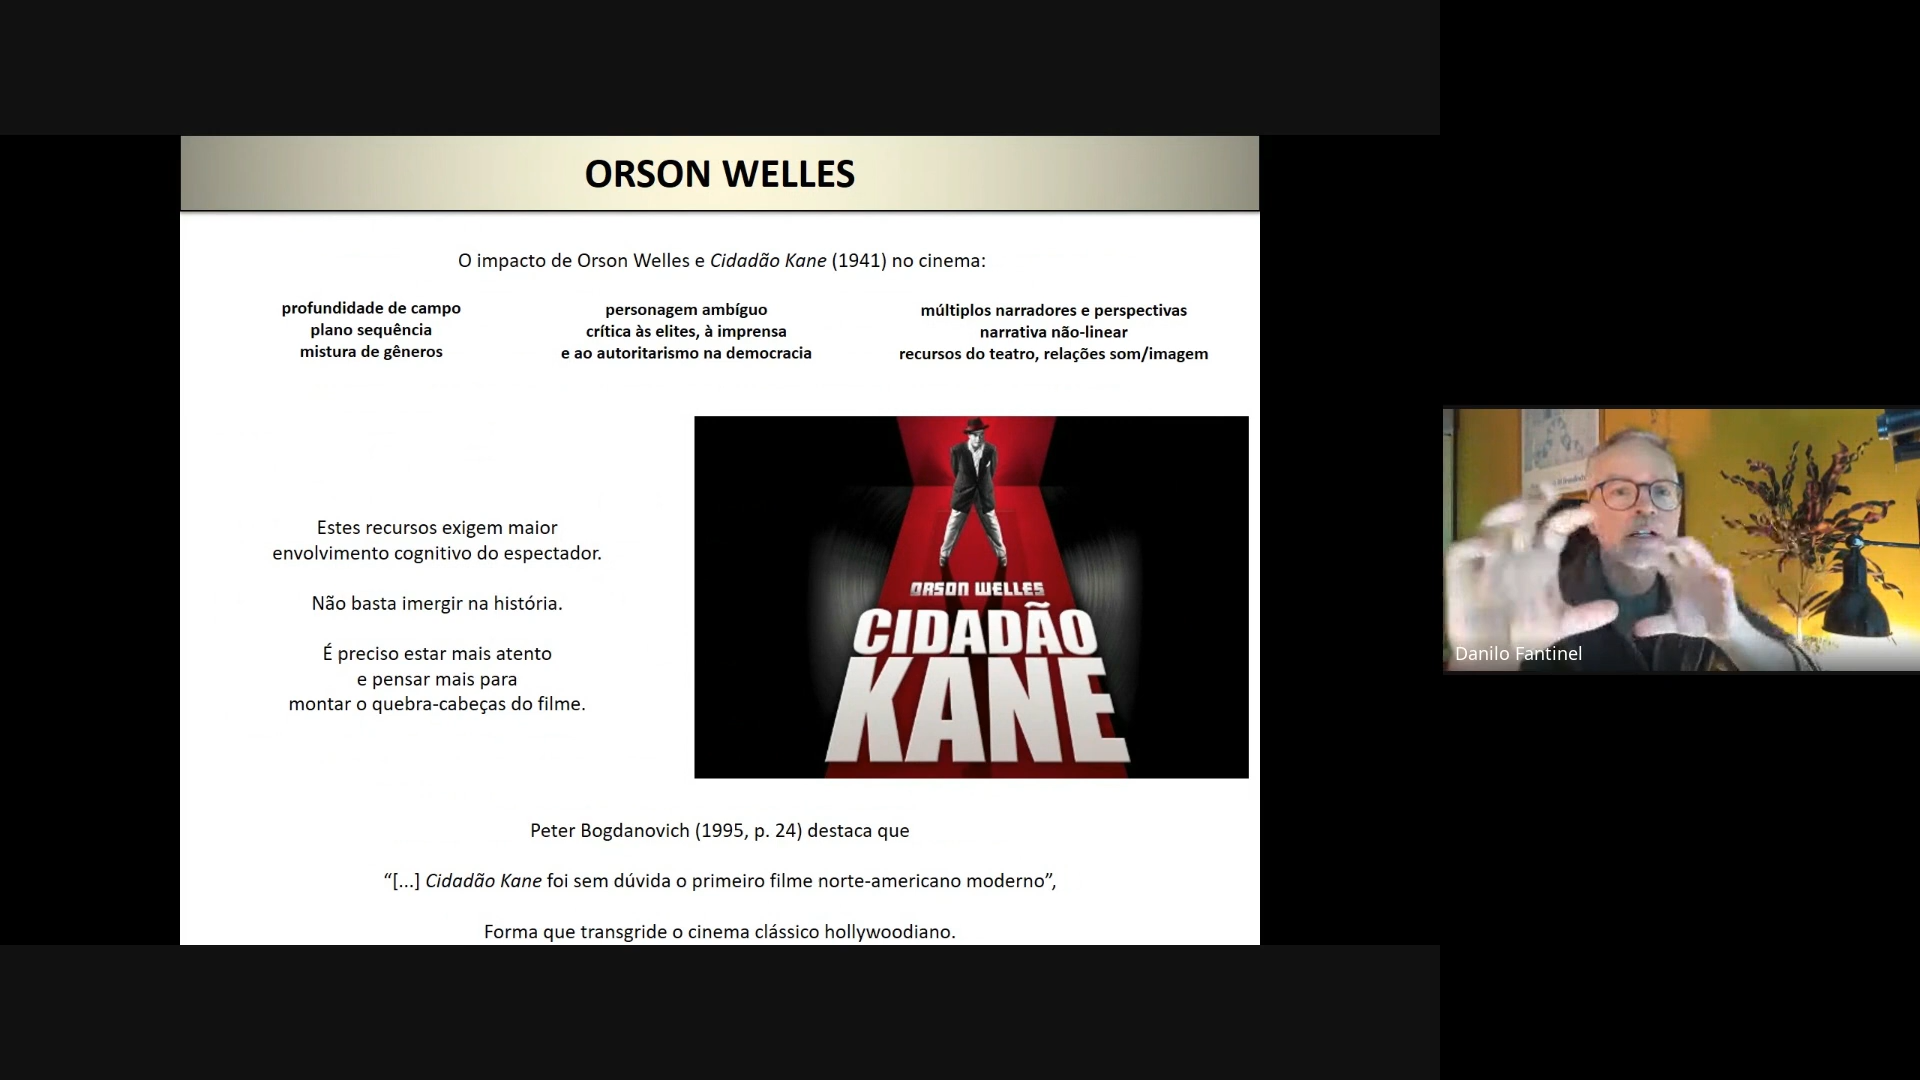 ORSON WELLES
O impacto de Orson Welles e Cidadão Kane (1941) no cinema:
profundidade de campo
plano sequência
mistura de gêneros
personagem ambíguo
crítica às elites, à imprensa
e ao autoritarismo na democracia
múltiplos narradores e perspectivas
narrativa não-linear
recursos do teatro, relações som/imagem
Estes recursos exigem maior
envolvimento cognitivo do espectador.
Não basta imergir na história.
É preciso estar mais atento
e pensar mais para
montar o quebra-cabeças do filme.
ORSON WELLES
CIDADÃO
KANE
Peter Bogdanovich (1995, p. 24) destaca que
“[...] Cidadão Kane foi sem dúvida o primeiro filme norte-americano moderno”,
Forma que transgride o cinema clássico hollywoodiano.
Danilo Fantinel